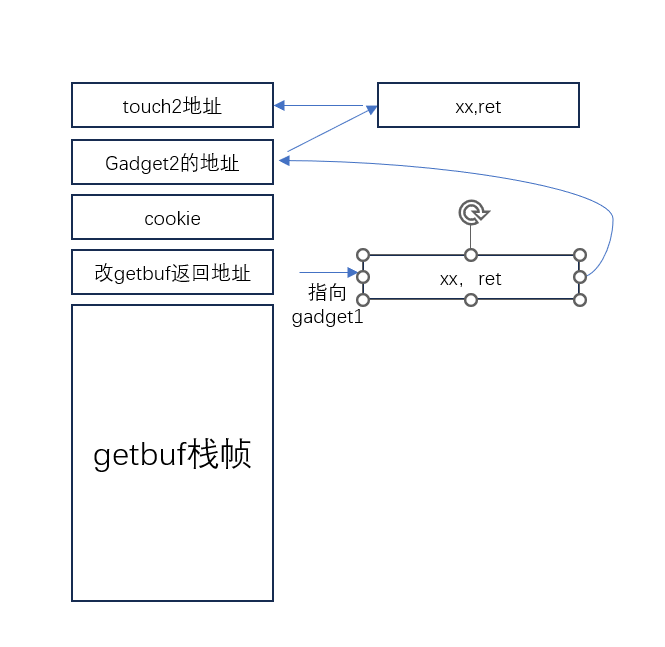 touch2地址
xx,ret
Gadget2的地址
cookie
改getbuf返回地址
xx， ret
指向
gadget1
getbuf栈帧